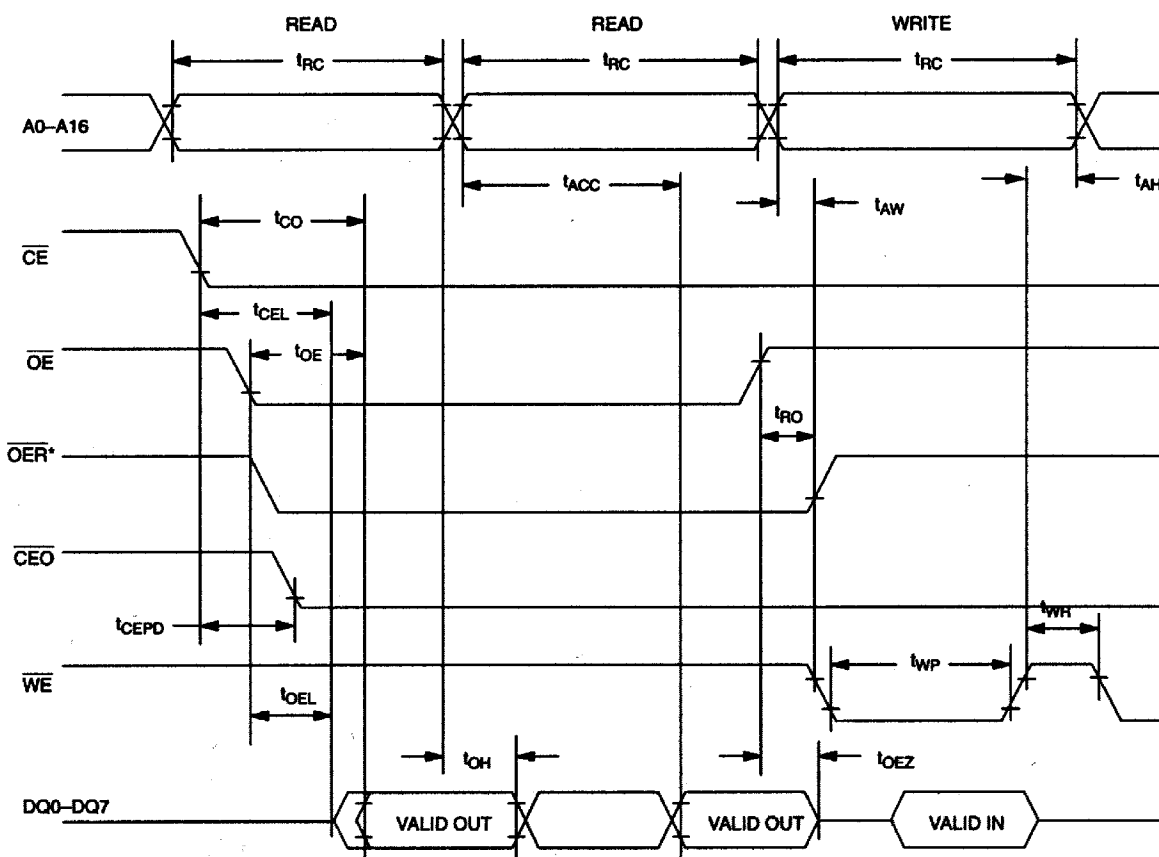 READ READ WRITE
tRC tRC tRC
A0–A16
tACC tAH
tAW
tCO
CE
tCEL
tOE
OE
tRO
OER*
CEO
tCEPD tWR
tWP
WE
tOEL
tOH tOEZ
DQ0–DQ7 VALID OUT VALID OUT VALID IN